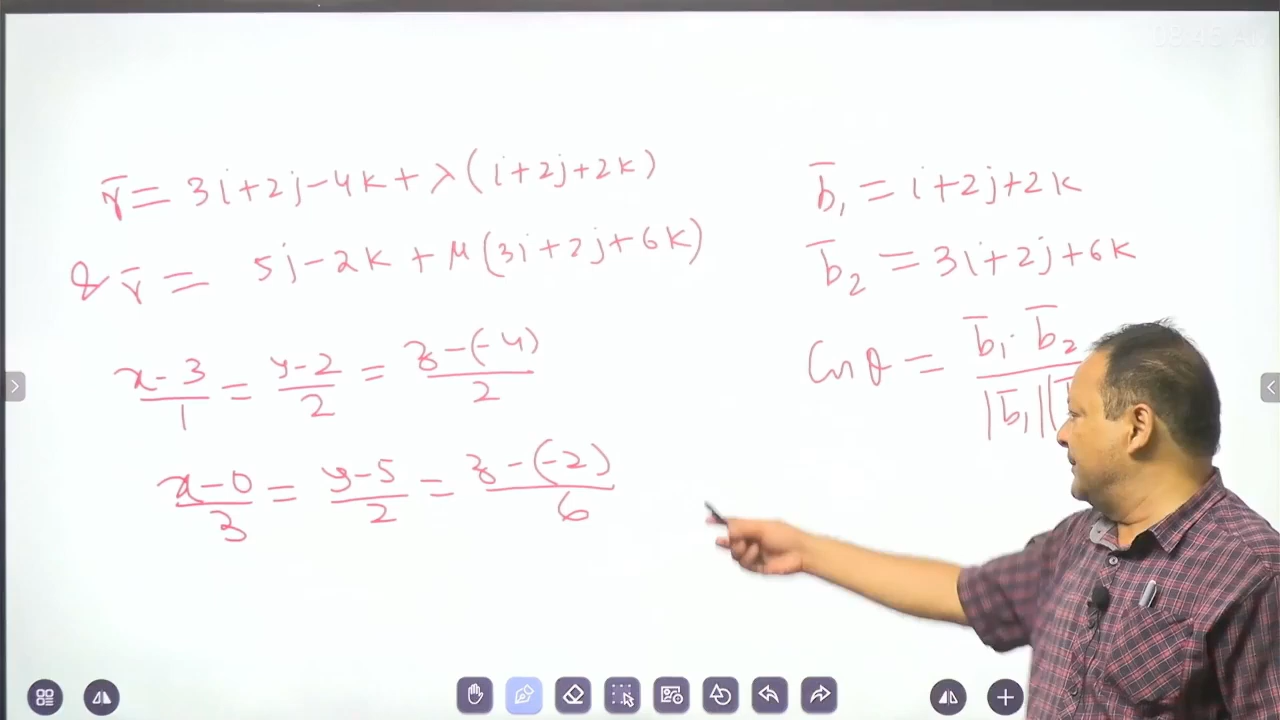 r̄ = 3i+2j-4k+λ(i+2j+2k)
& r̄ = 5j-2k+μ(3i+2j+6k)
x-3/1 = y-2/2 = z-(-4)/2
x-0/3 = y-5/2 = z-(-2)/6
b̄₁ = i+2j+2k
b̄₂ = 3i+2j+6k
Cosθ = b̄₁·b̄₂/|b̄₁||